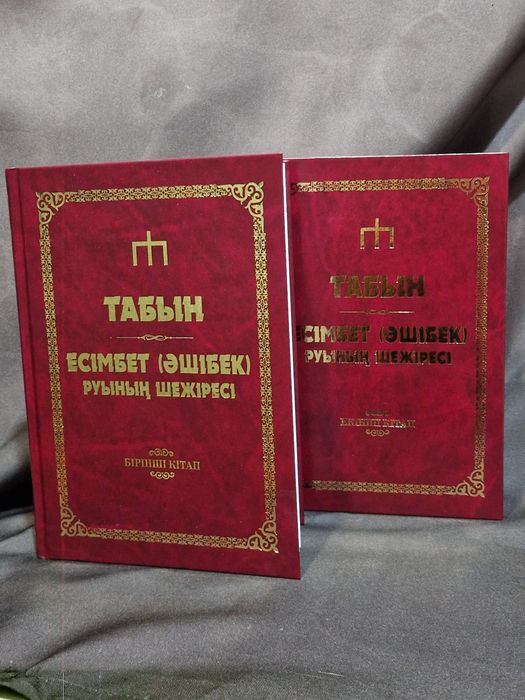 ТАБЫН
ЕСІМБЕТ (ӘШІБЕК)
РУЫНЫҢ ШЕЖІРЕСІ
БІРІНШІ КІТАП
ТАБЫН
ЕСІМБЕТ (ӘШІБЕК)
РУЫНЫҢ ШЕЖІРЕСІ
ЕКІНШІ КІТАП